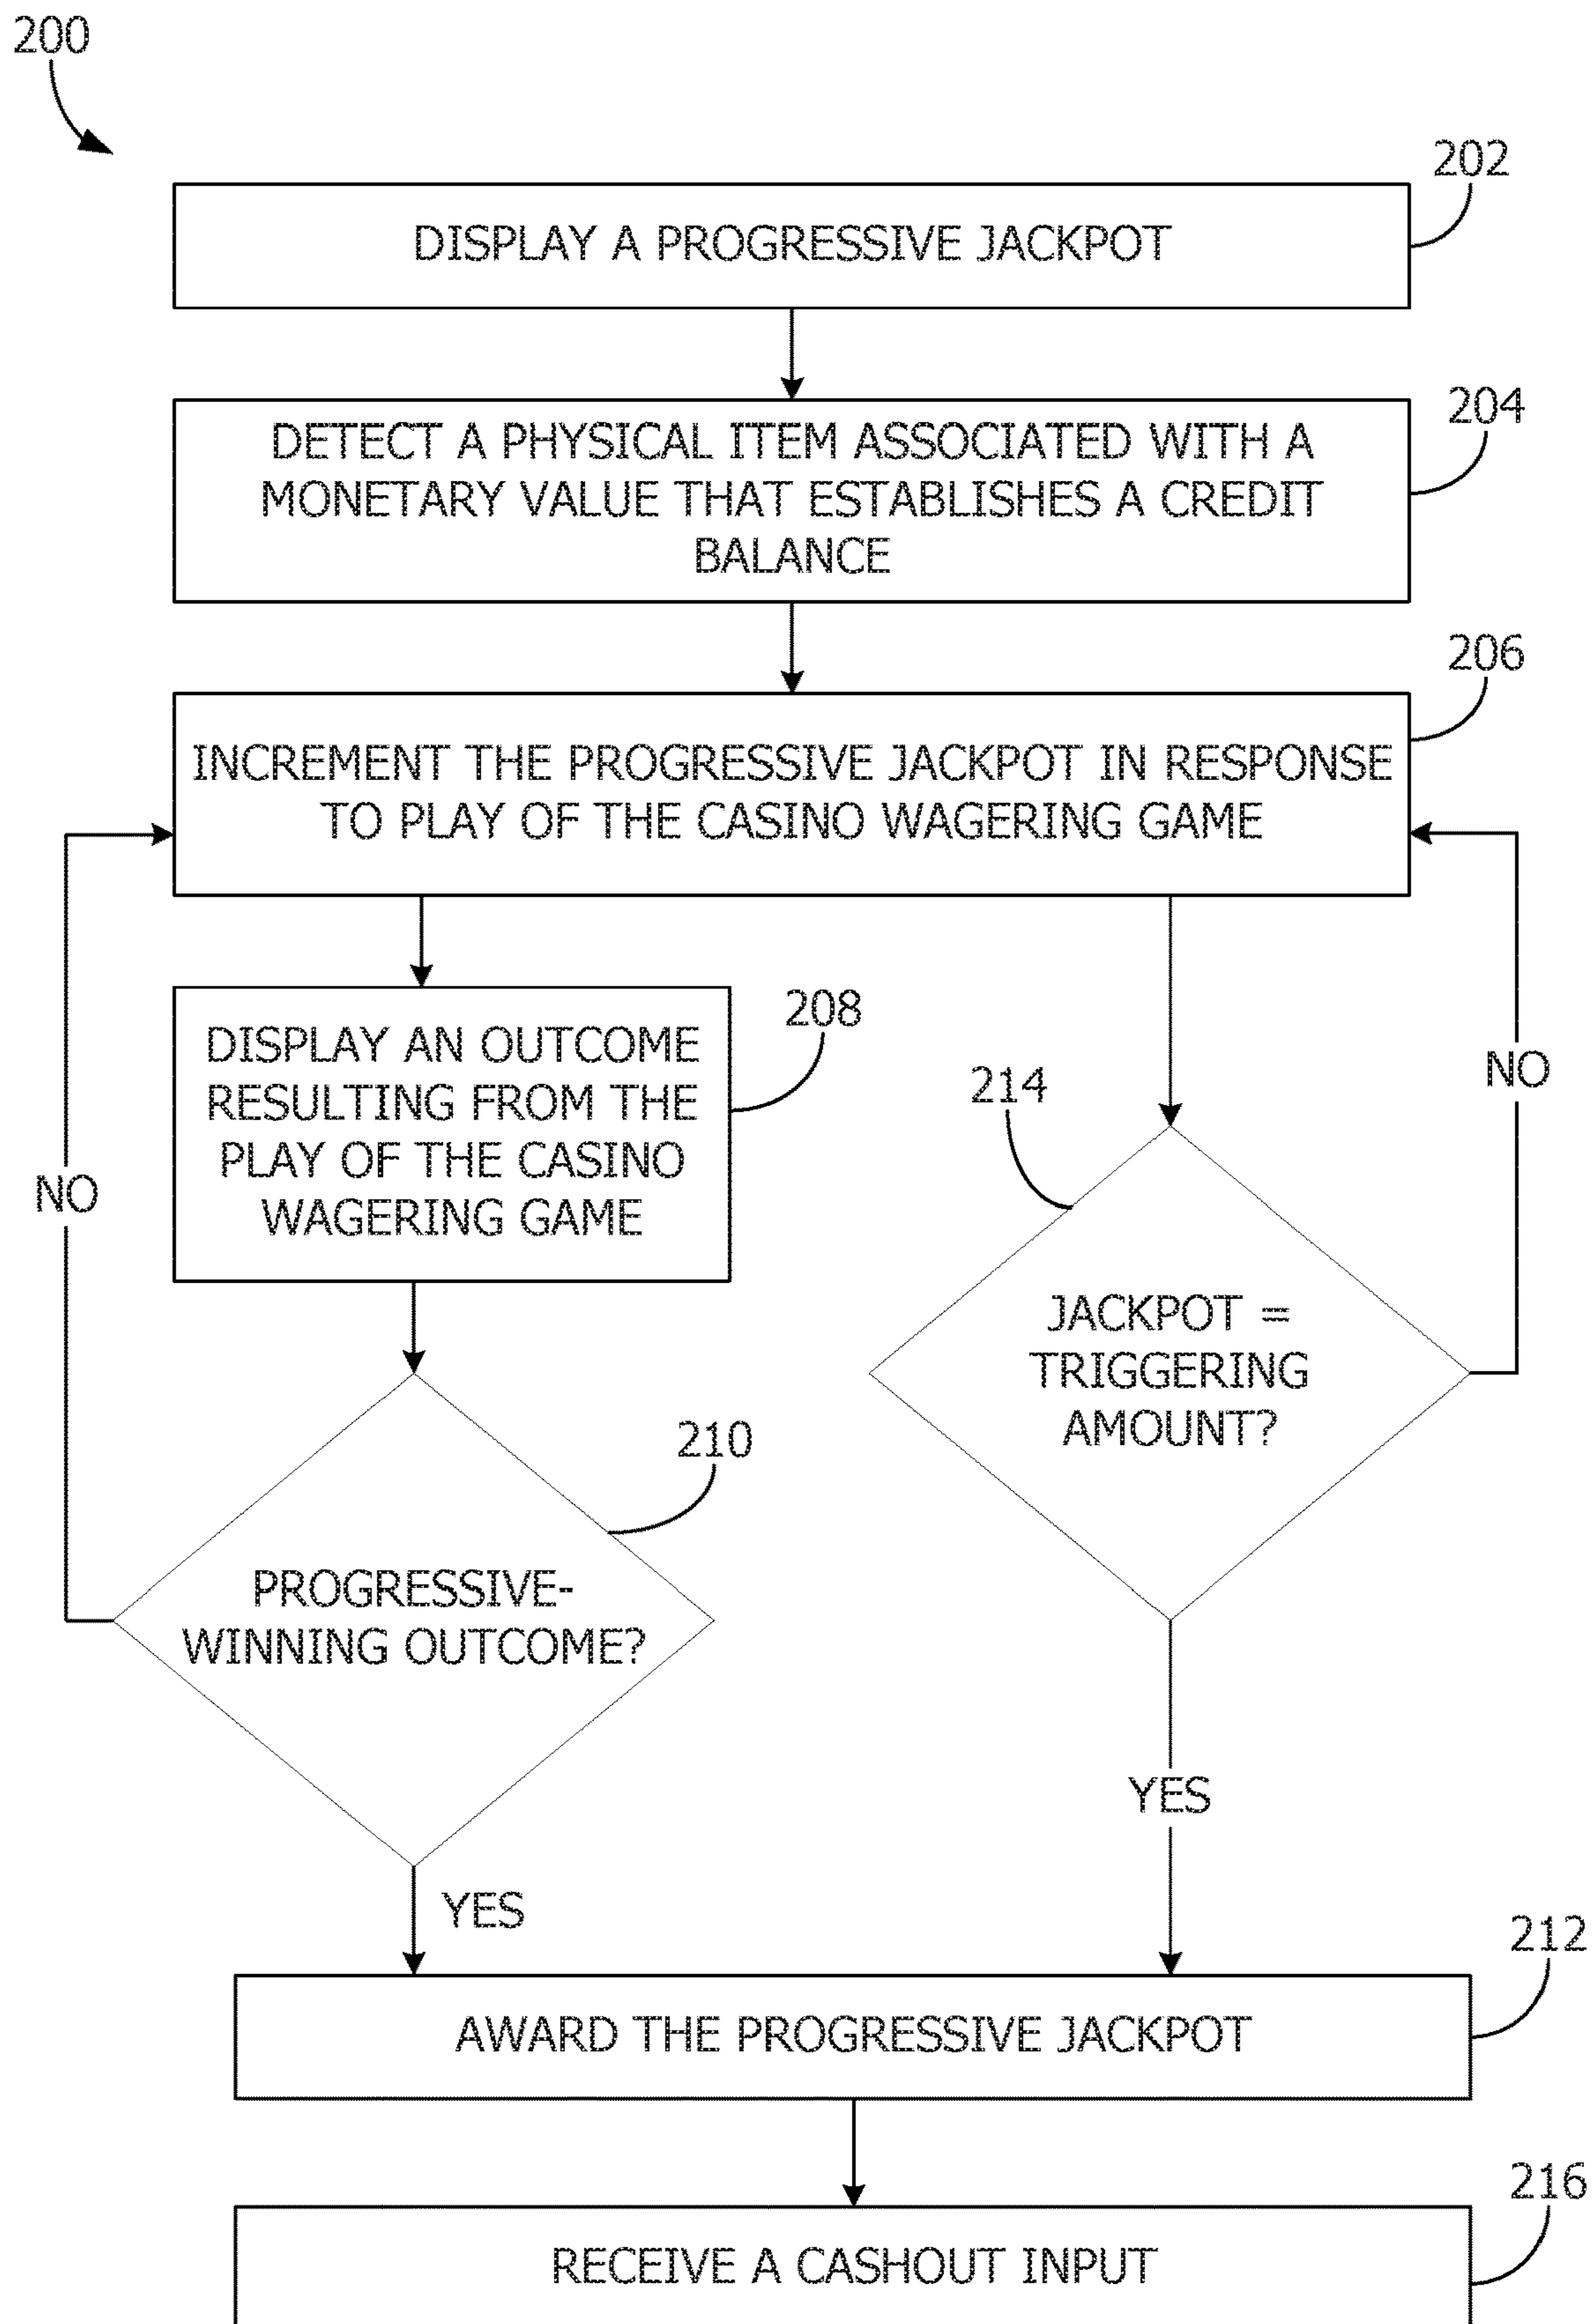 200
202
DISPLAY A PROGRESSIVE JACKPOT
204
DETECT A PHYSICAL ITEM ASSOCIATED WITH A
MONETARY VALUE THAT ESTABLISHES A CREDIT
BALANCE
206
INCREMENT THE PROGRESSIVE JACKPOT IN RESPONSE
TO PLAY OF THE CASINO WAGERING GAME
208
DISPLAY AN OUTCOME
RESULTING FROM THE
PLAY OF THE CASINO
WAGERING GAME
NO
214
NO
JACKPOT =
TRIGGERING
AMOUNT?
210
PROGRESSIVE-
WINNING OUTCOME?
YES
YES
212
AWARD THE PROGRESSIVE JACKPOT
216
RECEIVE A CASHOUT INPUT